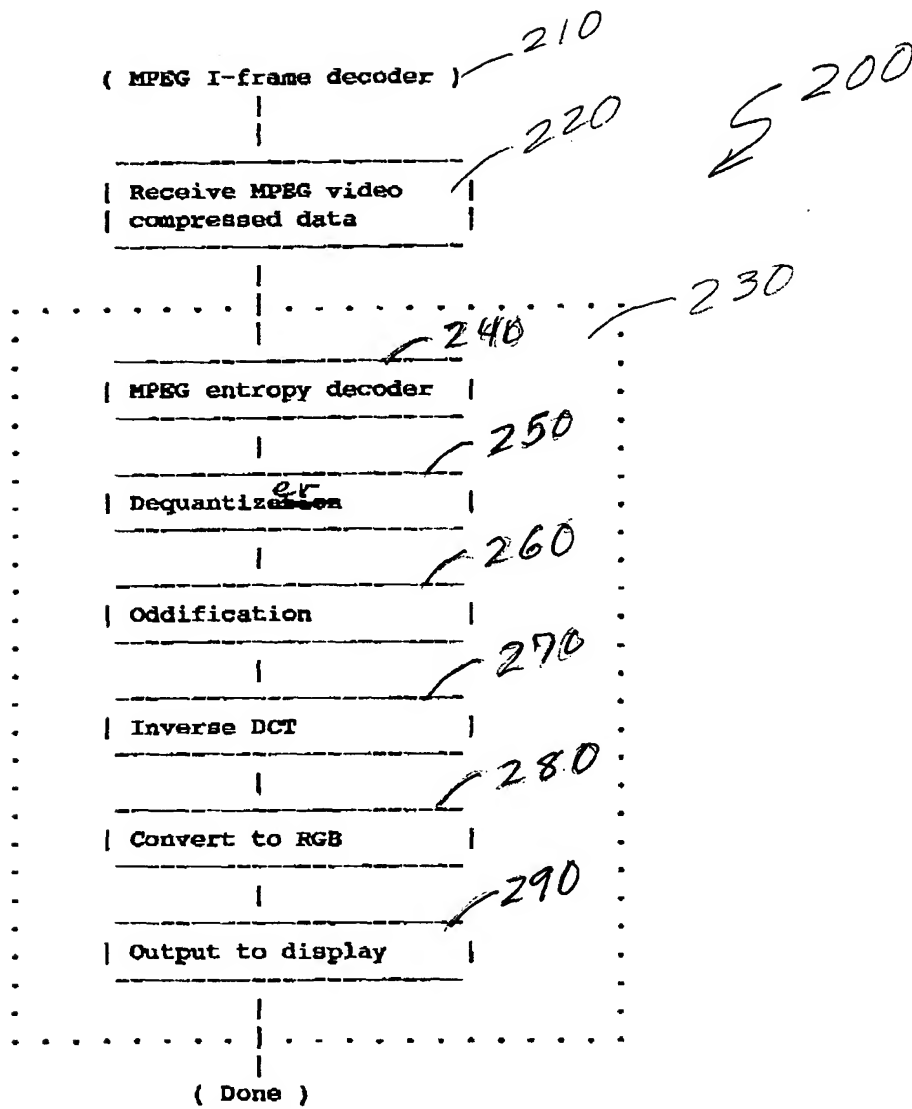 ( MPEG I-frame decoder ) 210
200
220
Receive MPEG video
compressed data
230
240
MPEG entropy decoder
250
Dequantizer
260
Oddification
270
Inverse DCT
280
Convert to RGB
290
Output to display
( Done )